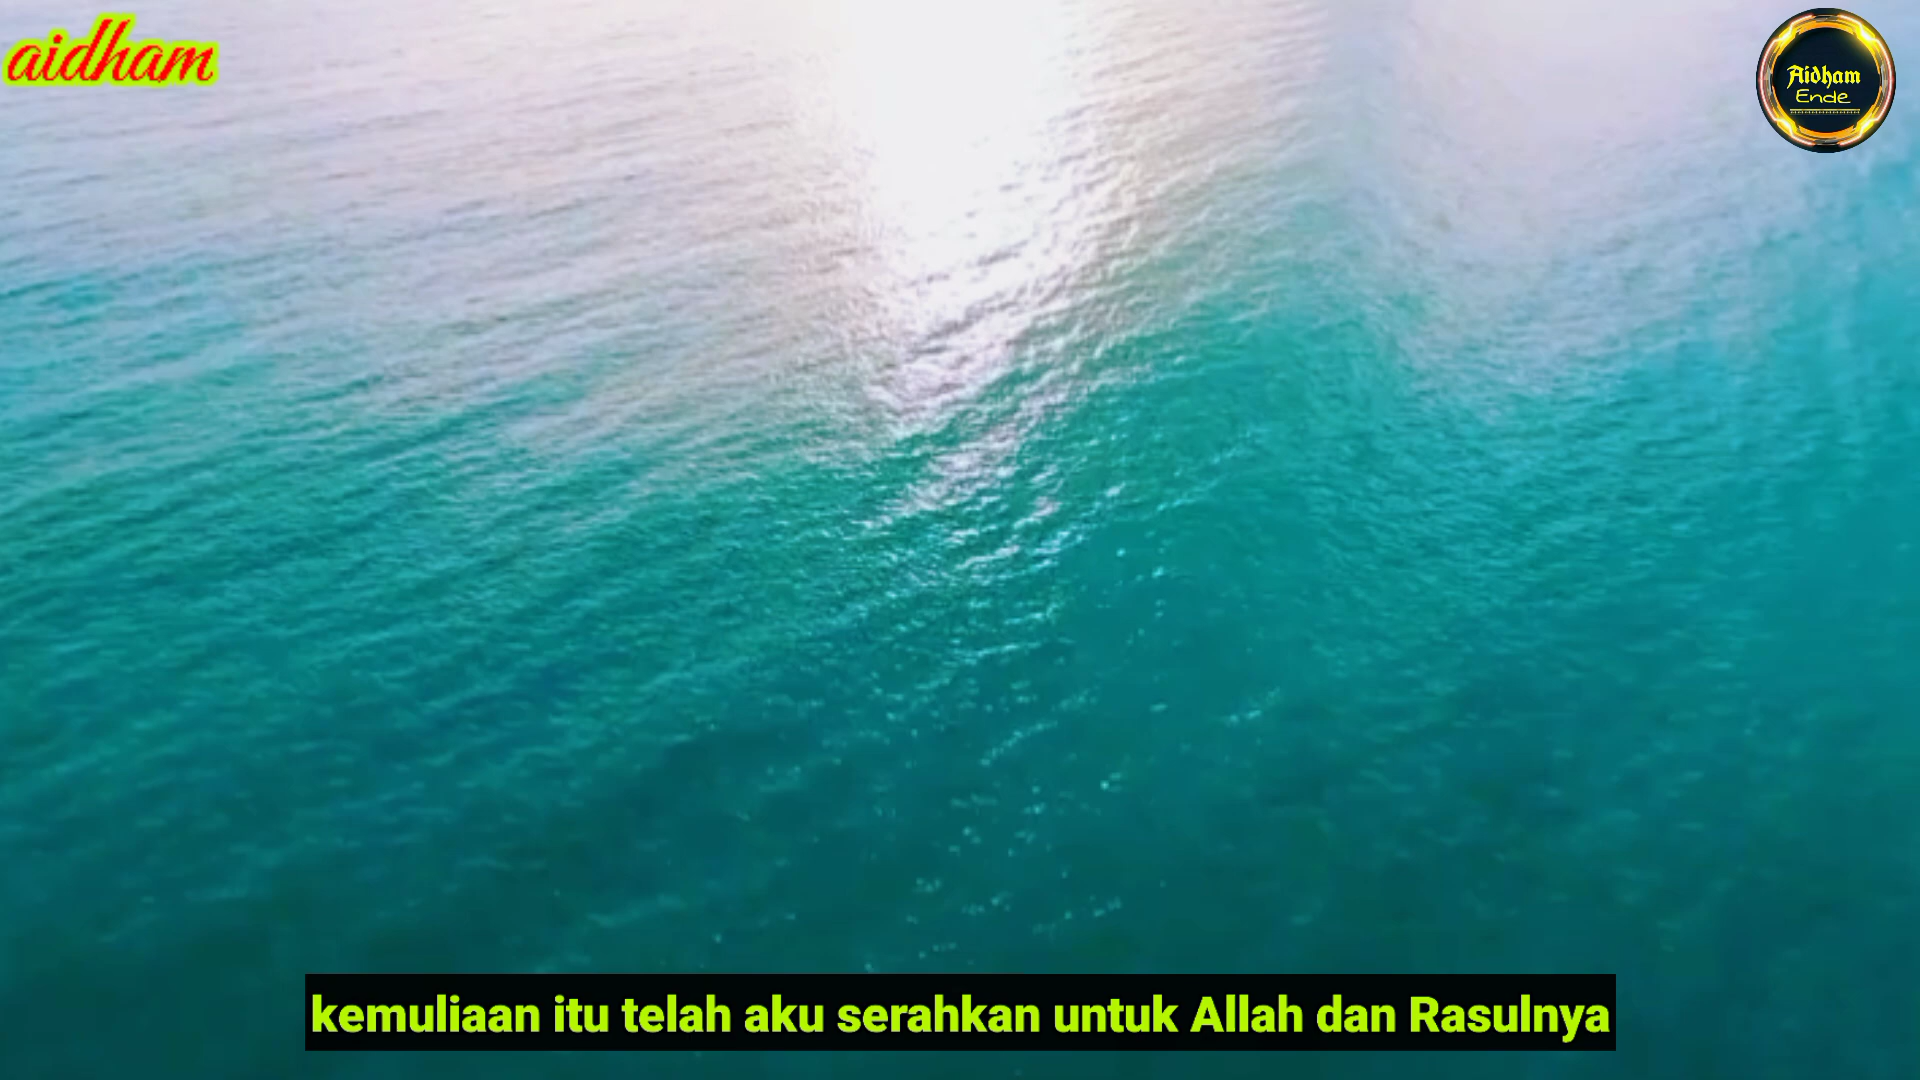 aidham
Aidham
Ende
kemuliaan itu telah aku serahkan untuk Allah dan Rasulnya